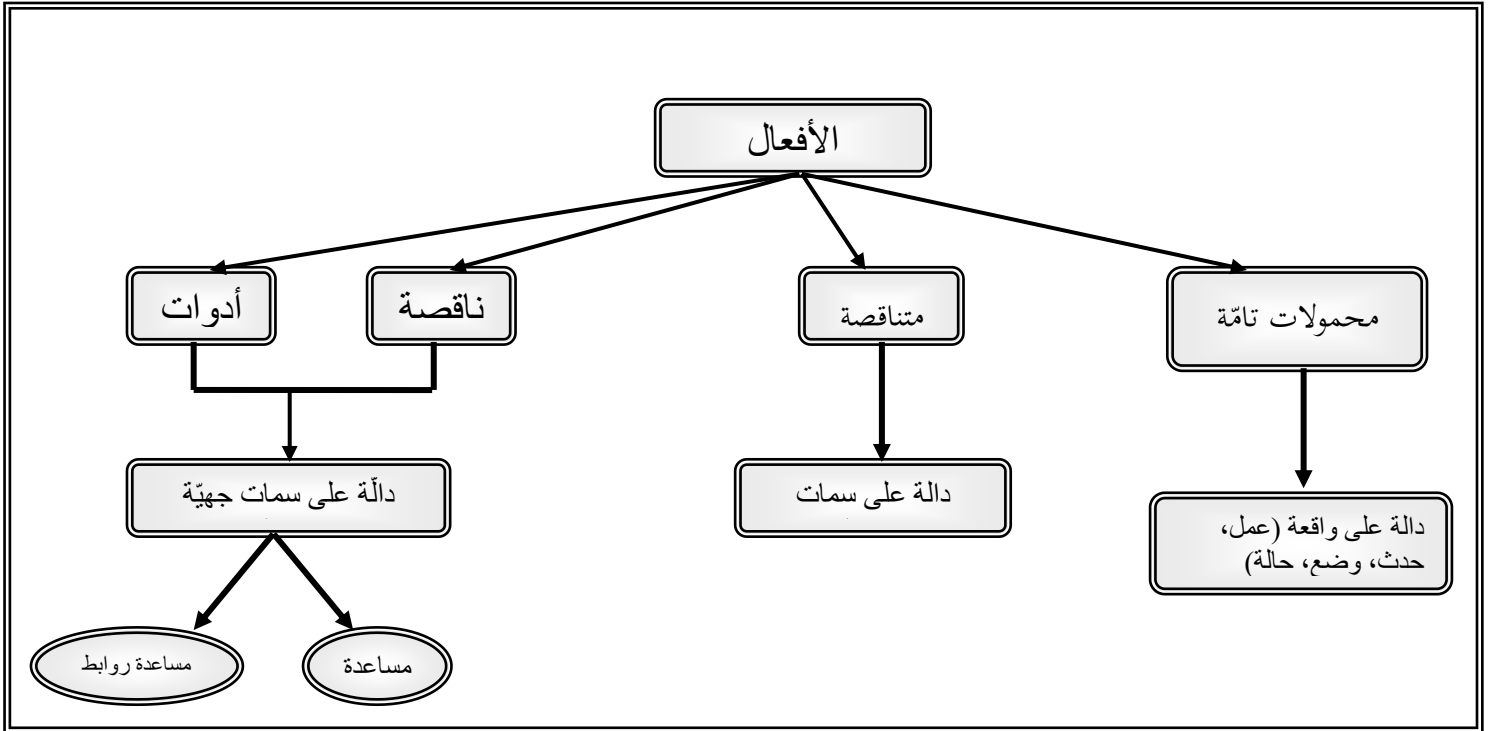 الأفعال
محمولات تامّة
متناقصة
ناقصة
أدوات
دالة على واقعة (عمل،
حدث، وضع، حالة)
دالة على سمات
دالّة على سمات جهيّة
مساعدة
مساعدة روابط